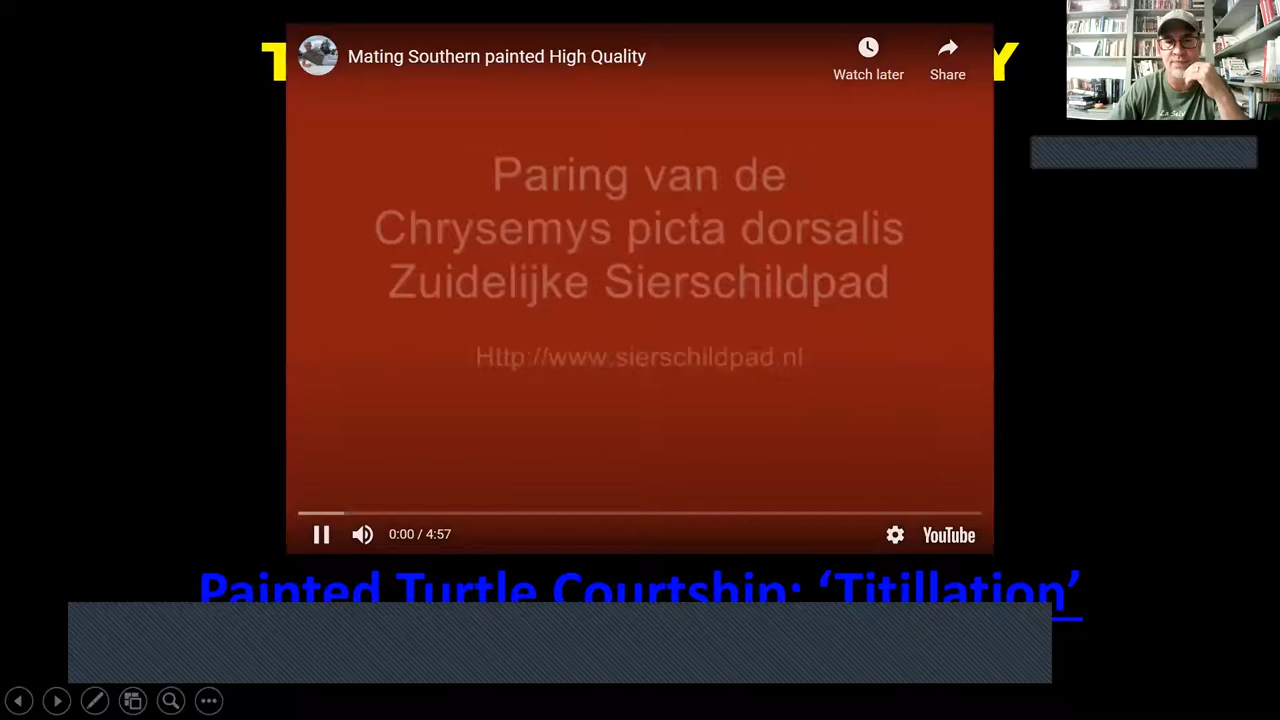 Mating Southern painted High Quality
Watch later
Share
Paring van de
Chrysemys picta dorsalis
Zuidelijke Sierschildpad
Http://www.sierschildpad.nl
0:00 / 4:57
YouTube
Painted Turtle Courtship: ‘Titillation’